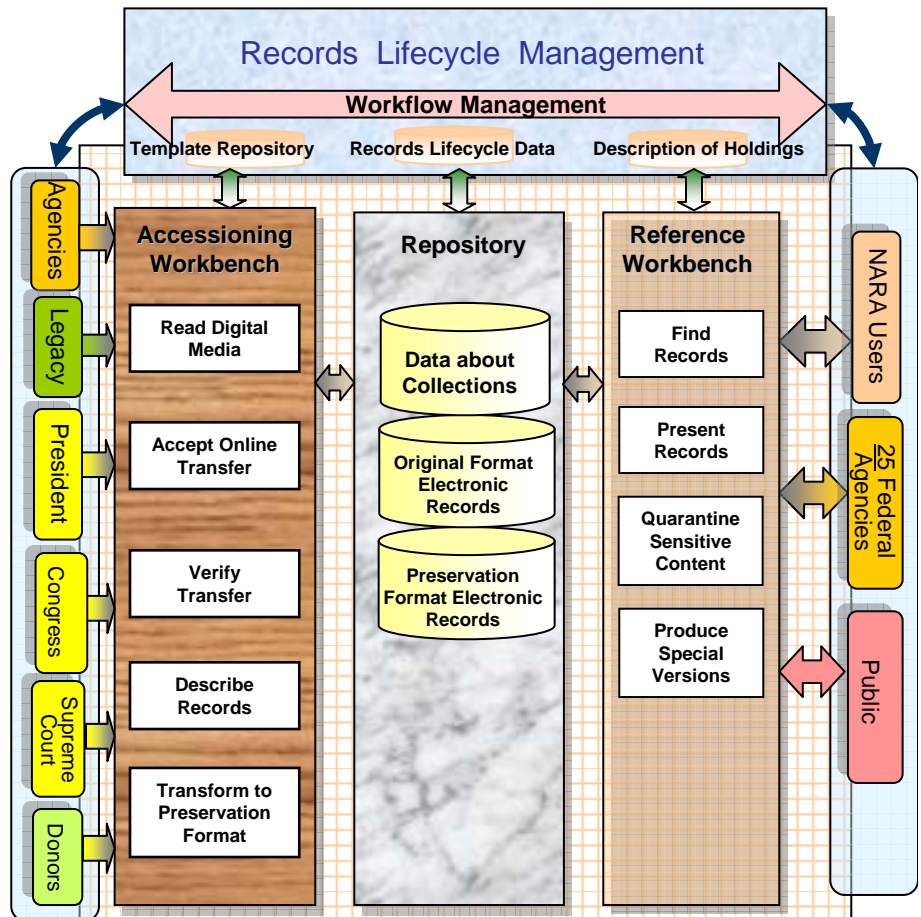 Records Lifecycle Management
Workflow Management
Template Repository
Records Lifecycle Data
Description of Holdings
Agencies
Legacy
President
Congress
Supreme
Court
Donors
Accessioning
Workbench
Read Digital
Media
Accept Online
Transfer
Verify
Transfer
Describe
Records
Transform to
Preservation
Format
Repository
Data about
Collections
Original Format
Electronic
Records
Preservation
Format Electronic
Records
Reference
Workbench
Find
Records
Present
Records
Quarantine
Sensitive
Content
Produce
Special
Versions
NARA Users
25 Federal
Agencies
Public